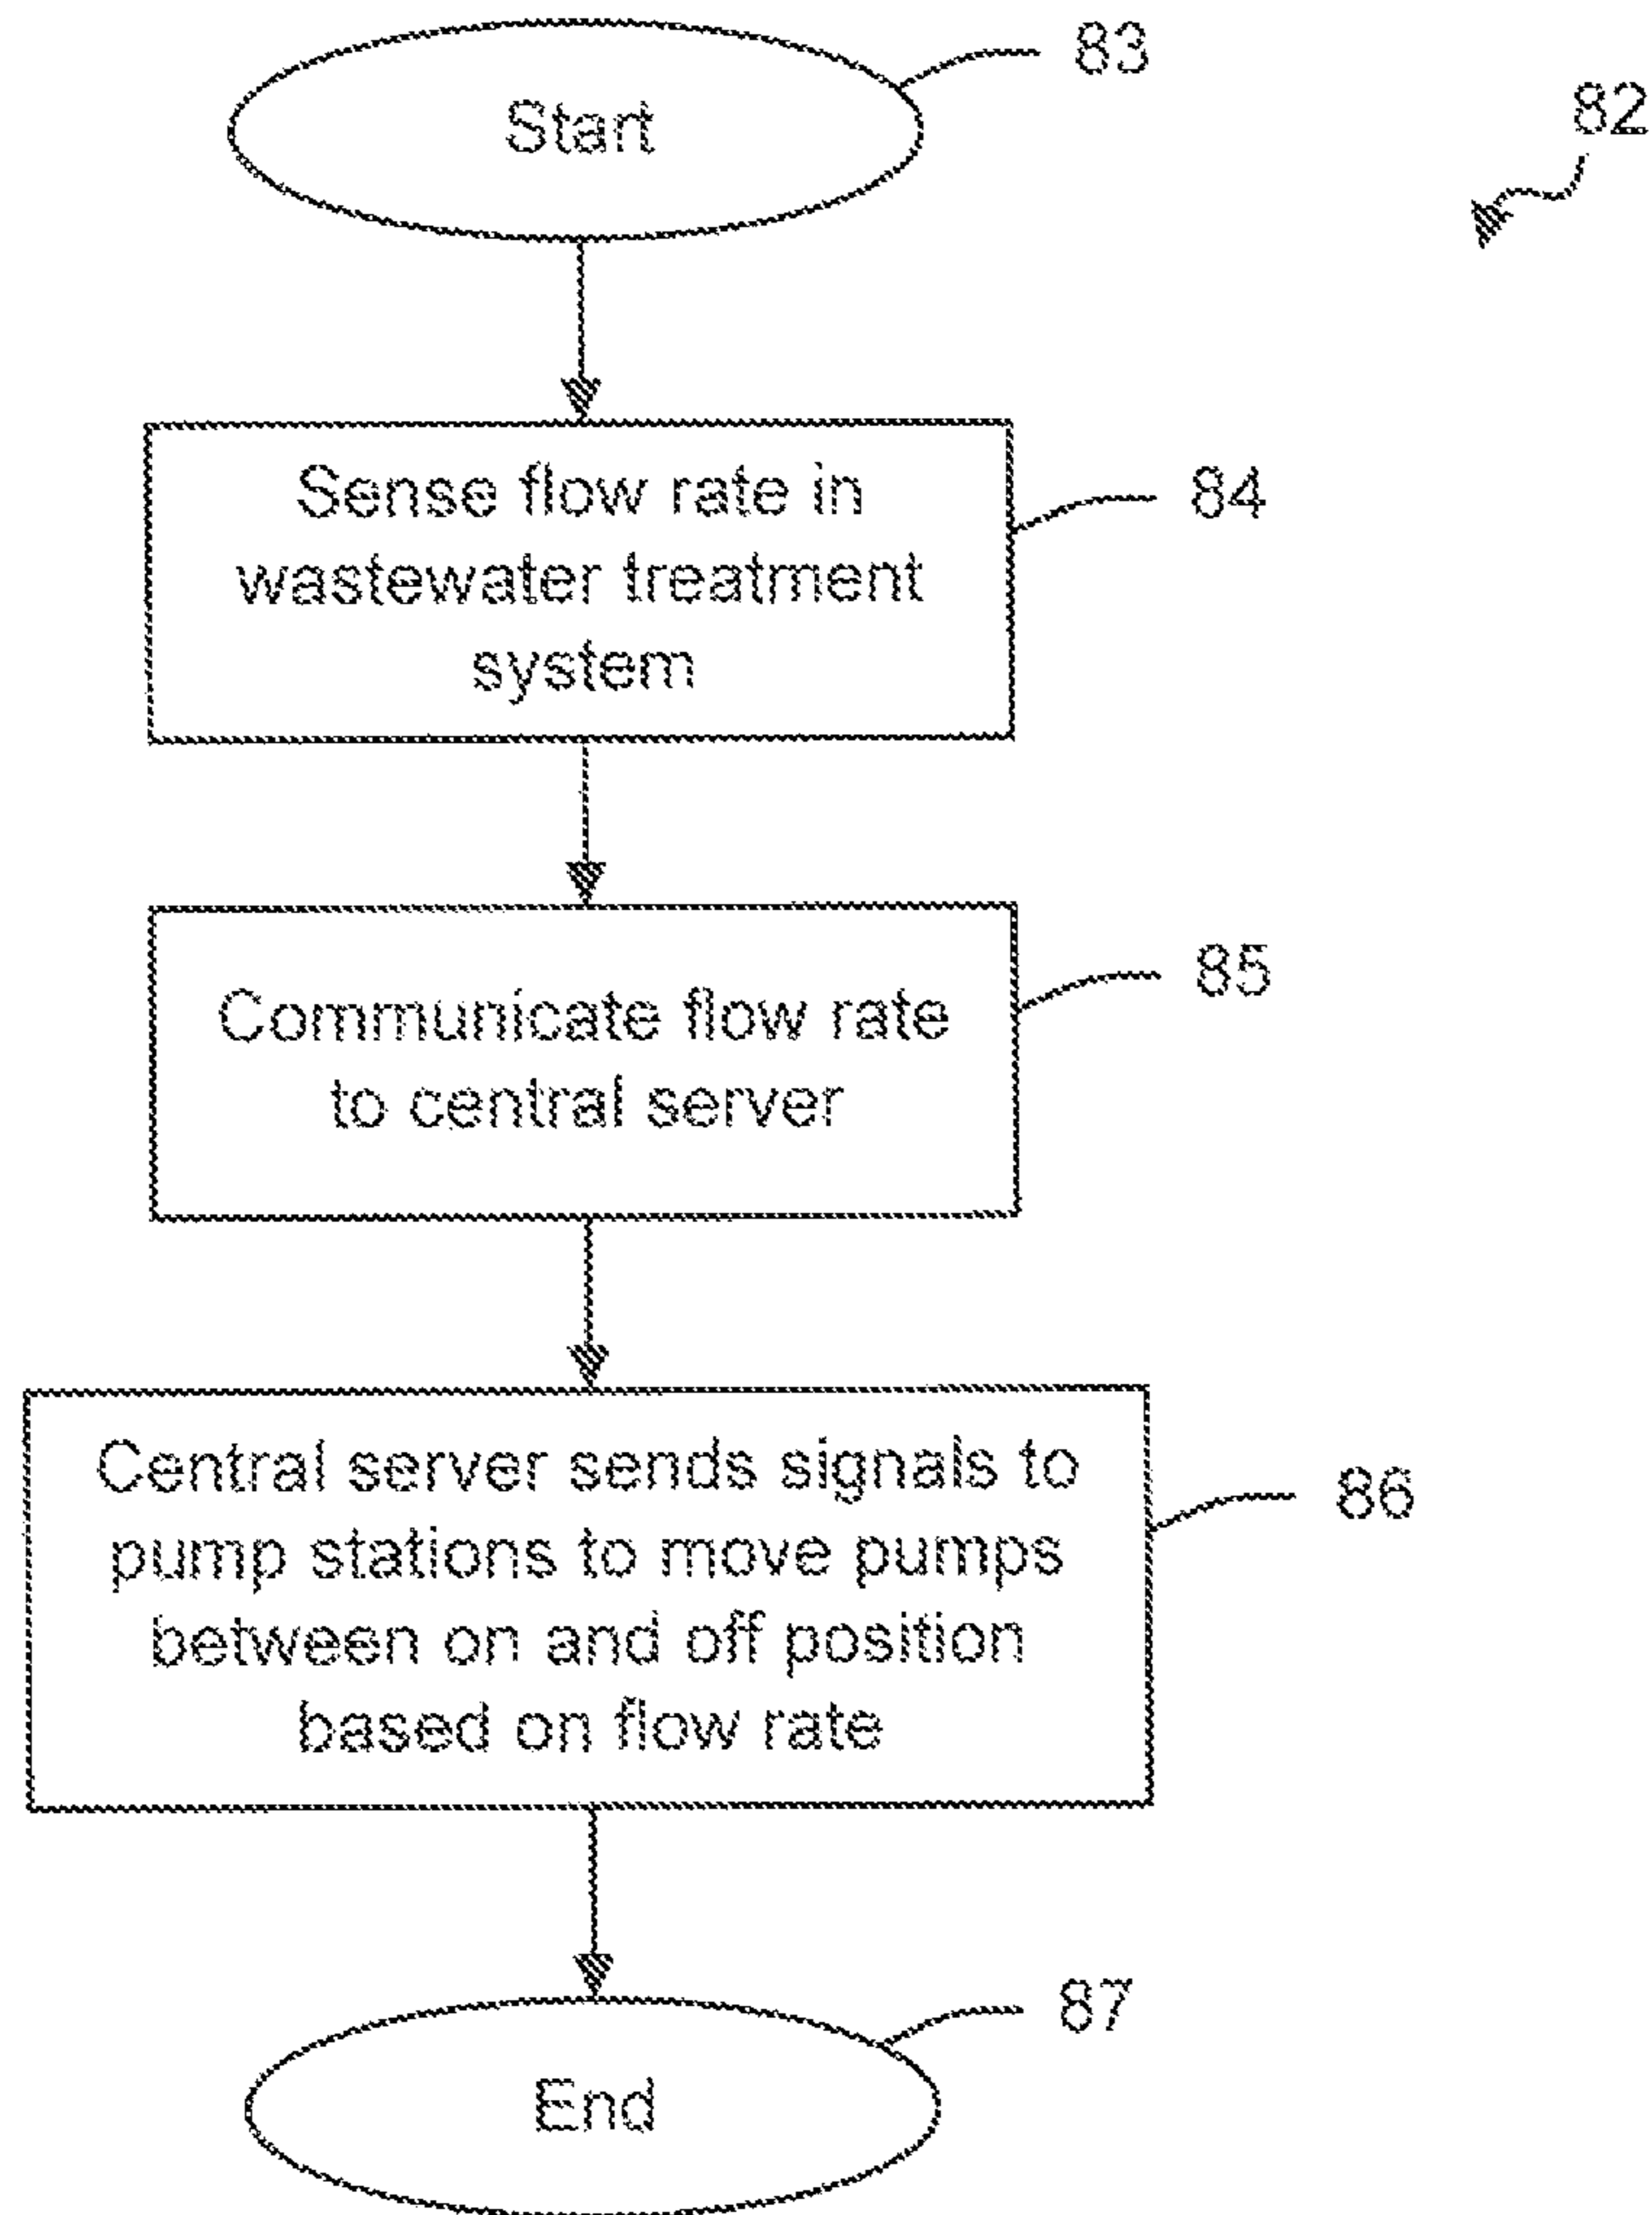 83
82
Start
Sense flow rate in
wastewater treatment
system
84
Communicate flow rate
to central server
85
Central server sends signals to
pump stations to move pumps
between on and off position
based on flow rate
86
87
End